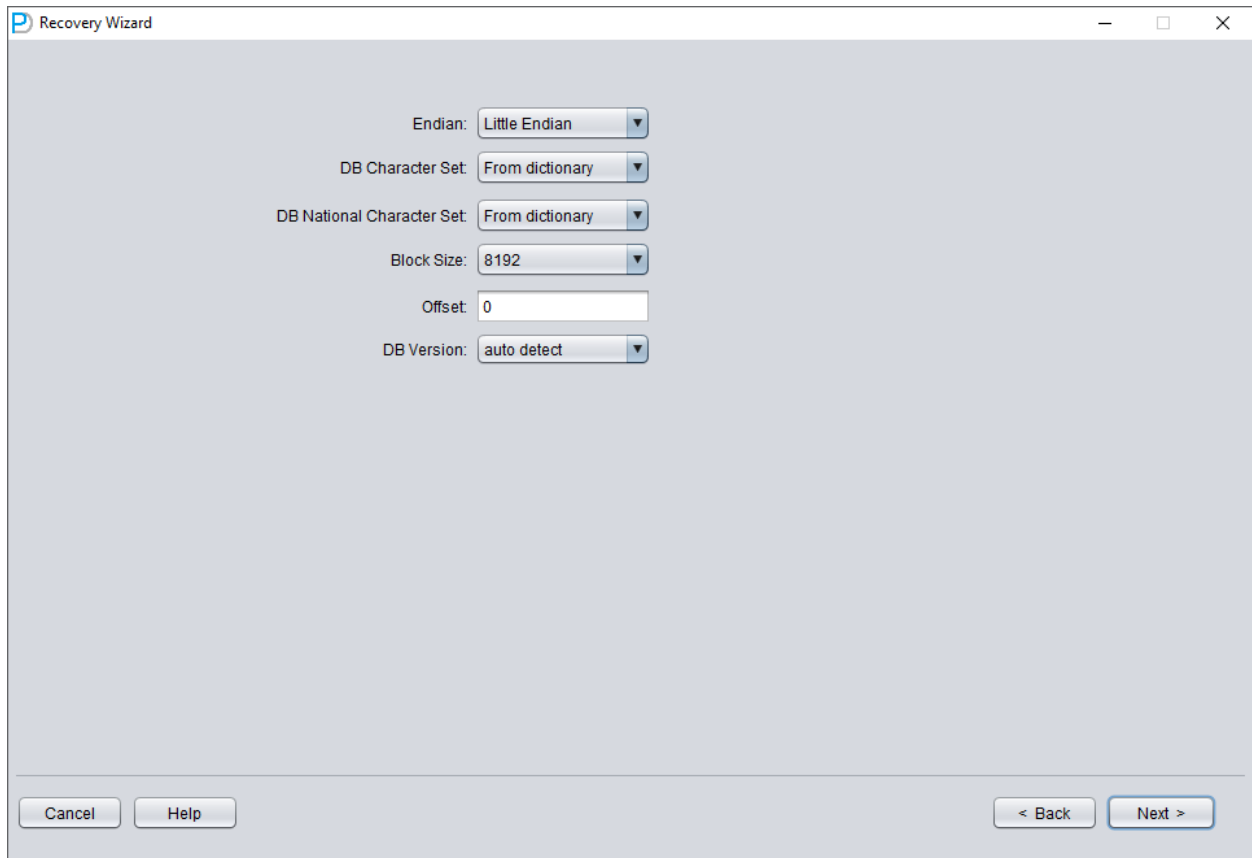 Recovery Wizard
Endian: Little Endian
DB Character Set: From dictionary
DB National Character Set: From dictionary
Block Size: 8192
Offset: 0
DB Version: auto detect
Cancel Help < Back Next >